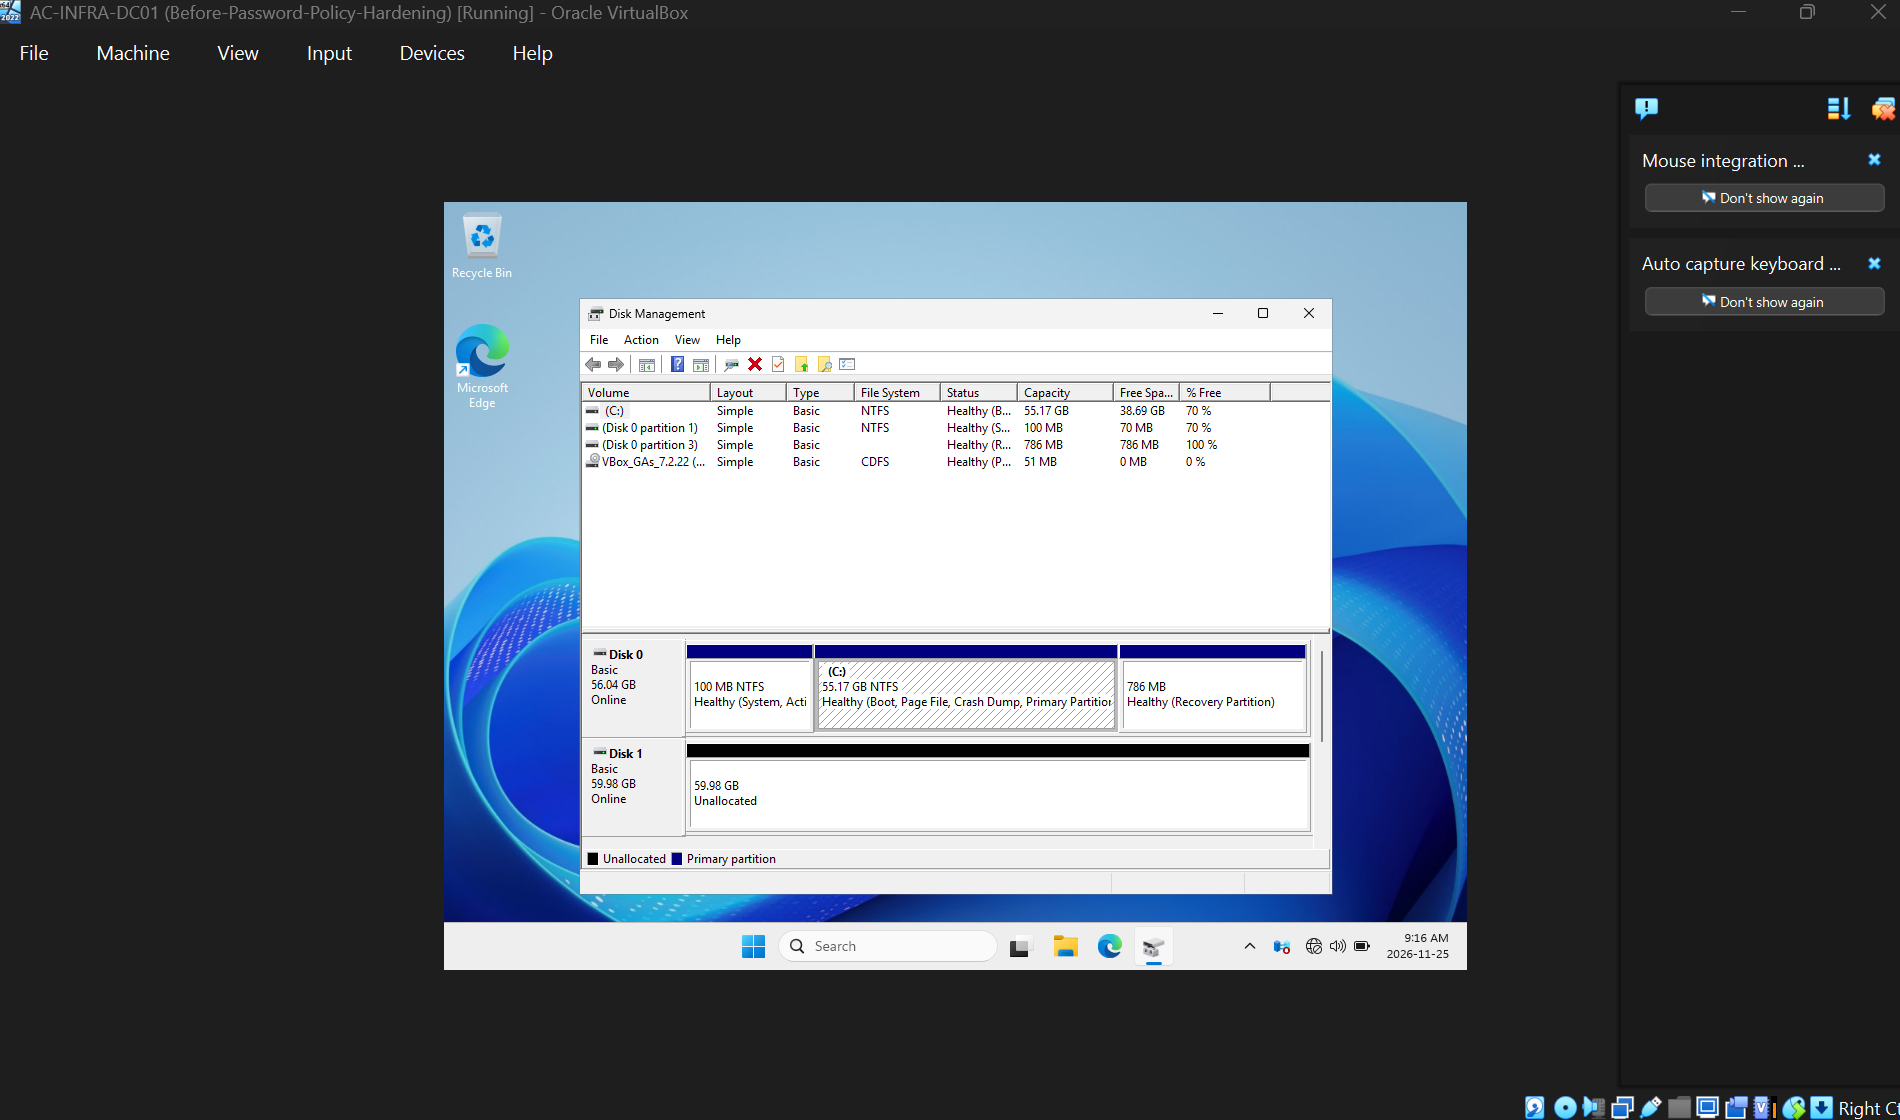 AC-INFRA-DC01 (Before-Password-Policy-Hardening) [Running] - Oracle VirtualBox
File Machine View Input Devices Help
Mouse integration ...
Don't show again
Auto capture keyboard ...
Don't show again
Recycle Bin
Microsoft
Edge
Disk Management
File Action View Help
Volume Layout Type File System Status Capacity Free Spa... % Free
(C:) Simple Basic NTFS Healthy (B... 55.17 GB 38.69 GB 70 %
(Disk 0 partition 1) Simple Basic NTFS Healthy (S... 100 MB 70 MB 70 %
(Disk 0 partition 3) Simple Basic Healthy (R... 786 MB 786 MB 100 %
VBox_GAs_7.2.22 (... Simple Basic CDFS Healthy (P... 51 MB 0 MB 0 %
Disk 0
Basic
56.04 GB
Online
100 MB NTFS
Healthy (System, Acti
(C:)
55.17 GB NTFS
Healthy (Boot, Page File, Crash Dump, Primary Partition
786 MB
Healthy (Recovery Partition)
Disk 1
Basic
59.98 GB
Online
59.98 GB
Unallocated
Unallocated Primary partition
Search
9:16 AM
2026-11-25
Right C